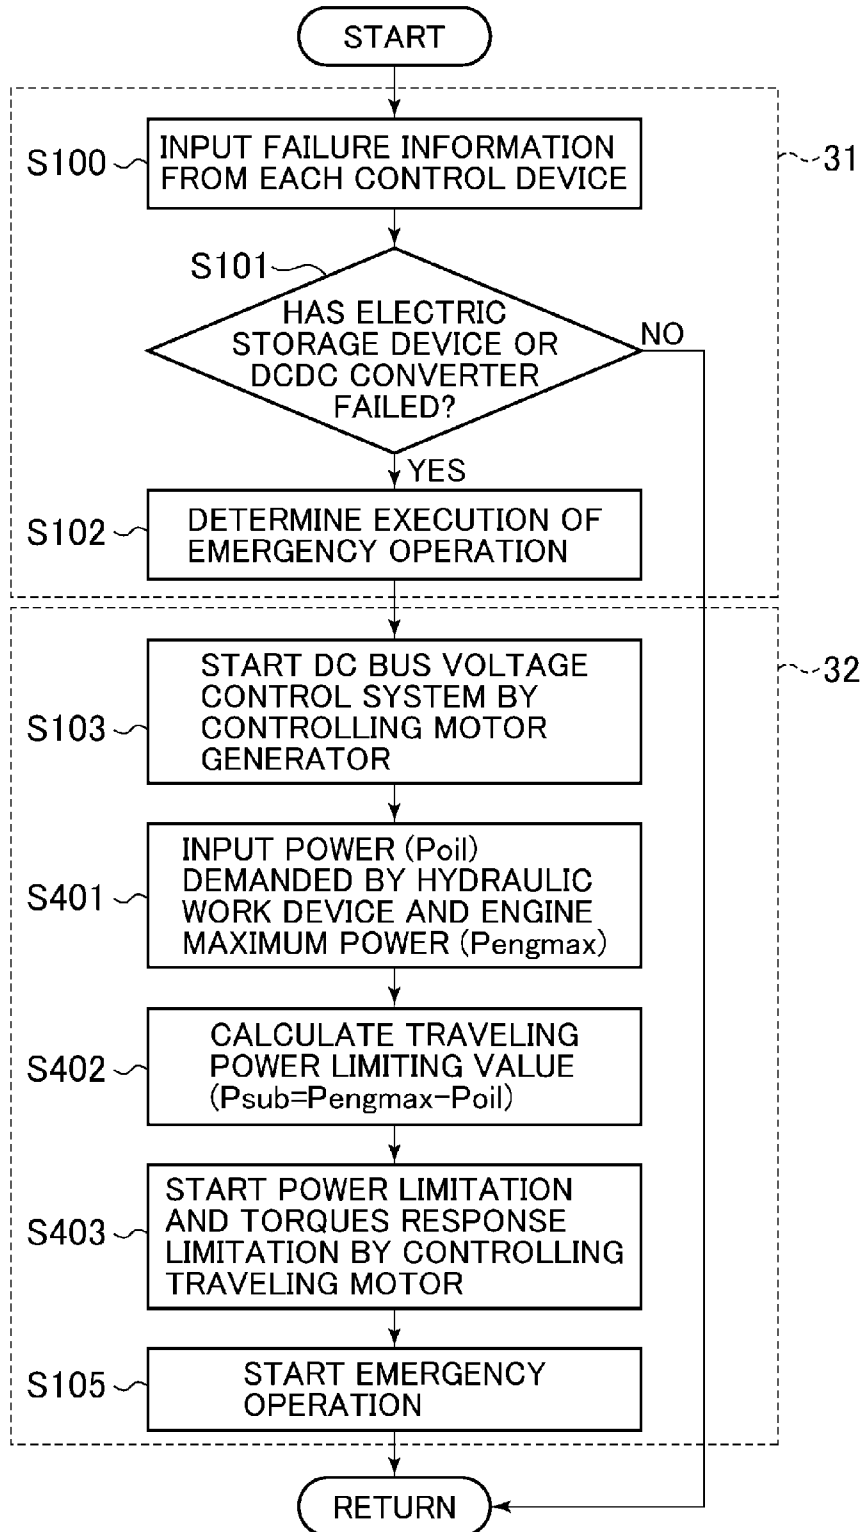 START
S100
INPUT FAILURE INFORMATION
FROM EACH CONTROL DEVICE
31
S101
HAS ELECTRIC
STORAGE DEVICE OR
DCDC CONVERTER
FAILED?
NO
YES
S102
DETERMINE EXECUTION OF
EMERGENCY OPERATION
32
S103
START DC BUS VOLTAGE
CONTROL SYSTEM BY
CONTROLLING MOTOR
GENERATOR
S401
INPUT POWER (Poil)
DEMANDED BY HYDRAULIC
WORK DEVICE AND ENGINE
MAXIMUM POWER (Pengmax)
S402
CALCULATE TRAVELING
POWER LIMITING VALUE
(Psub=Pengmax-Poil)
S403
START POWER LIMITATION
AND TORQUES RESPONSE
LIMITATION BY CONTROLLING
TRAVELING MOTOR
S105
START EMERGENCY
OPERATION
RETURN